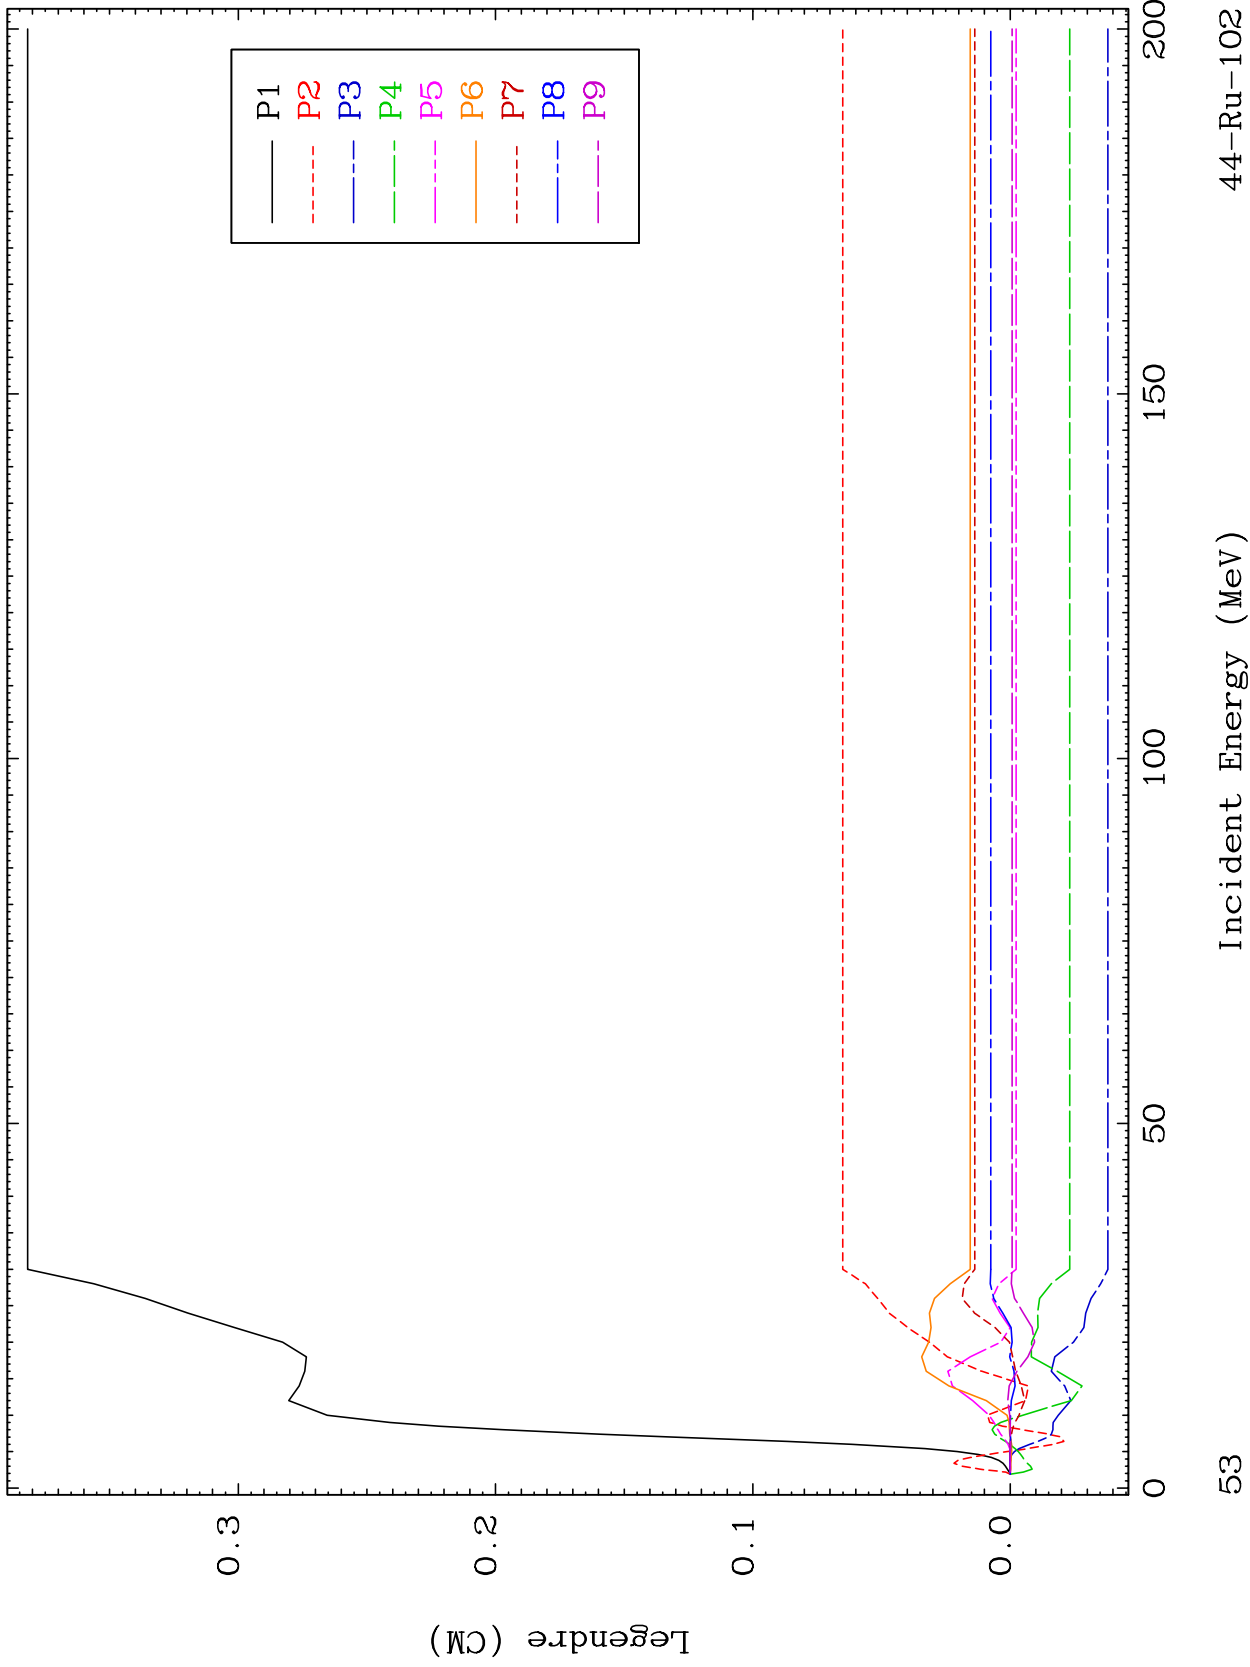 Legendre (CM)
0.3
0.2
0.1
0.0
P1
P2
P3
P4
P5
P6
P7
P8
P9
0
50
100
150
200
Incident Energy (MeV)
53
44-Ru-102